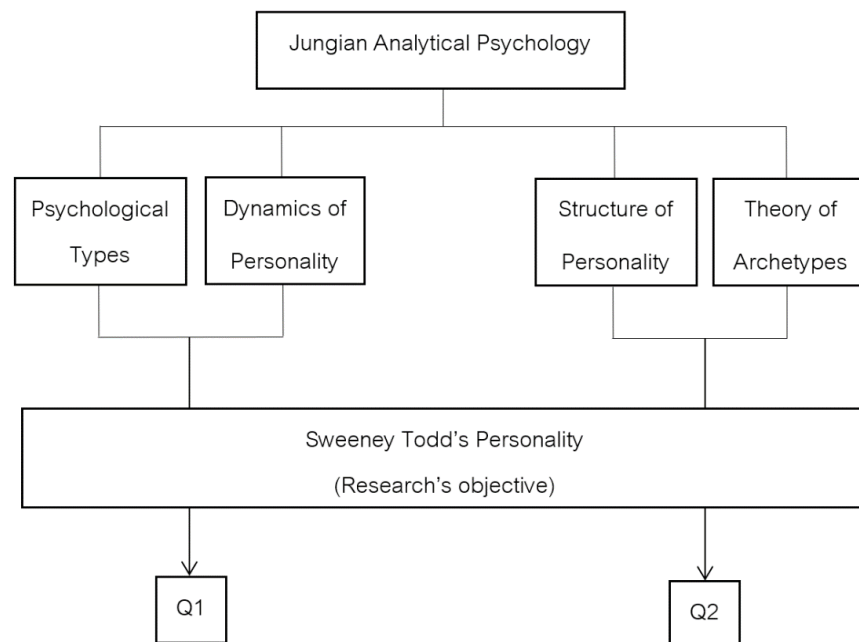 Jungian Analytical Psychology
Psychological
Types
Dynamics of
Personality
Structure of
Personality
Theory of
Archetypes
Sweeney Todd's Personality
(Research's objective)
Q1
Q2